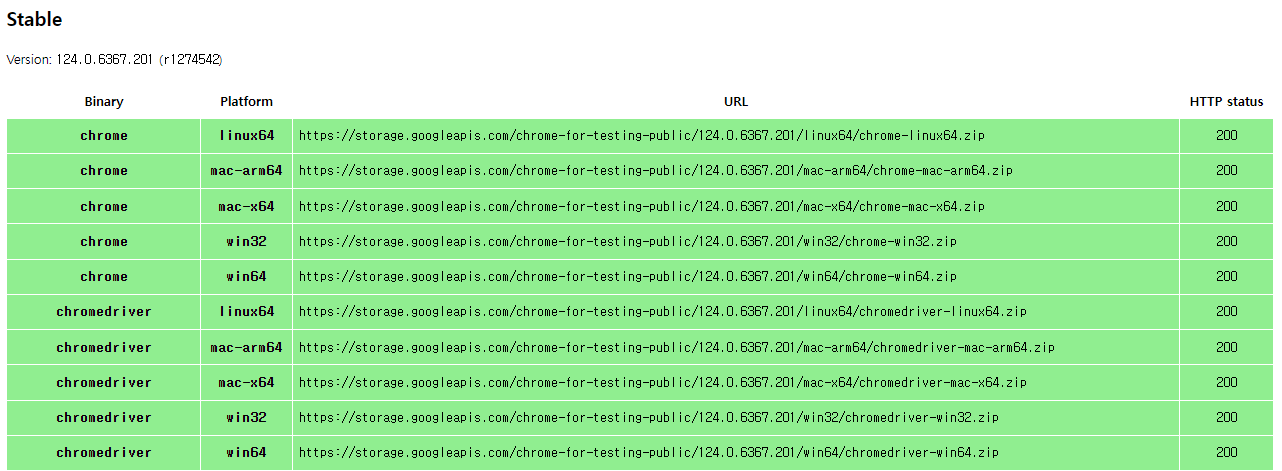 Stable
Version: 124.0.6367.201 (r1274542)
Binary Platform URL HTTP status
chrome linux64 https://storage.googleapis.com/chrome-for-testing-public/124.0.6367.201/linux64/chrome-linux64.zip 200
chrome mac-arm64 https://storage.googleapis.com/chrome-for-testing-public/124.0.6367.201/mac-arm64/chrome-mac-arm64.zip 200
chrome mac-x64 https://storage.googleapis.com/chrome-for-testing-public/124.0.6367.201/mac-x64/chrome-mac-x64.zip 200
chrome win32 https://storage.googleapis.com/chrome-for-testing-public/124.0.6367.201/win32/chrome-win32.zip 200
chrome win64 https://storage.googleapis.com/chrome-for-testing-public/124.0.6367.201/win64/chrome-win64.zip 200
chromedriver linux64 https://storage.googleapis.com/chrome-for-testing-public/124.0.6367.201/linux64/chromedriver-linux64.zip 200
chromedriver mac-arm64 https://storage.googleapis.com/chrome-for-testing-public/124.0.6367.201/mac-arm64/chromedriver-mac-arm64.zip 200
chromedriver mac-x64 https://storage.googleapis.com/chrome-for-testing-public/124.0.6367.201/mac-x64/chromedriver-mac-x64.zip 200
chromedriver win32 https://storage.googleapis.com/chrome-for-testing-public/124.0.6367.201/win32/chromedriver-win32.zip 200
chromedriver win64 https://storage.googleapis.com/chrome-for-testing-public/124.0.6367.201/win64/chromedriver-win64.zip 200